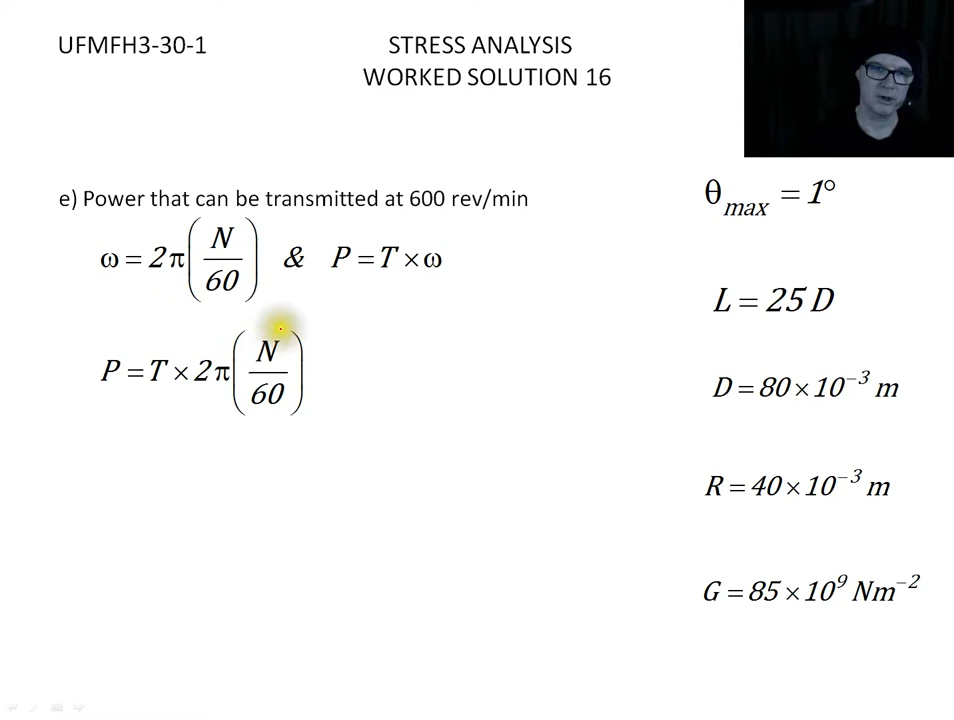 UFMFH3-30-1
STRESS ANALYSIS
WORKED SOLUTION 16
e) Power that can be transmitted at 600 rev/min
ω = 2π(N/60) & P = T × ω
P = T × 2π(N/60)
θmax = 1°
L = 25 D
D = 80 × 10⁻³ m
R = 40 × 10⁻³ m
G = 85 × 10⁹ Nm⁻²